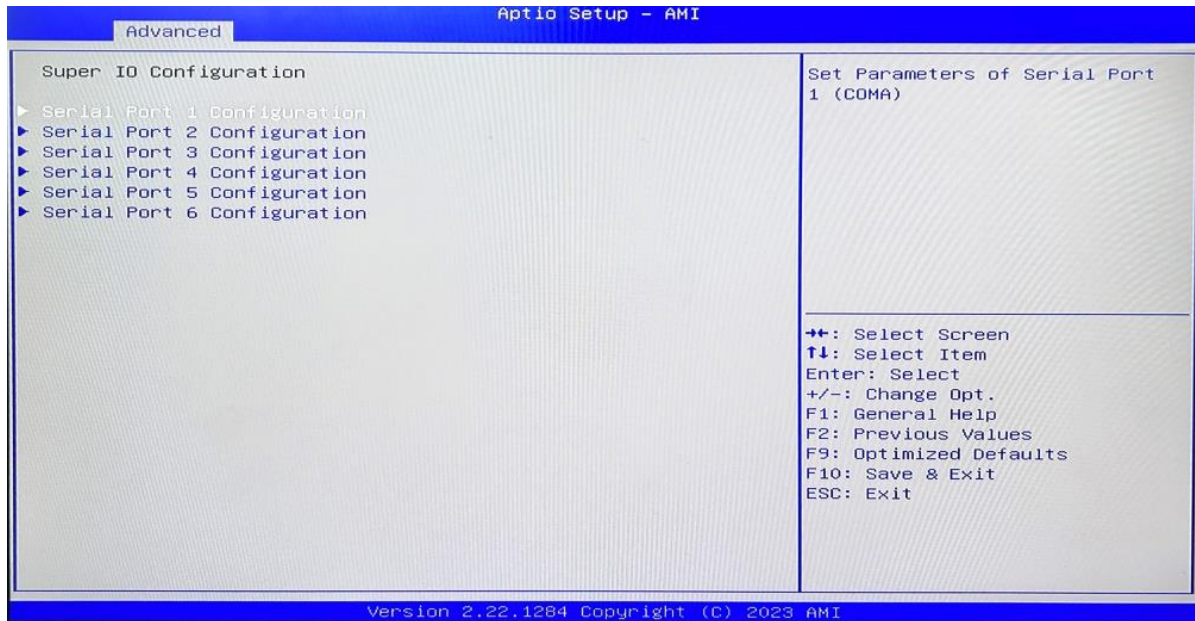 Aptio Setup – AMI
Advanced
Super IO Configuration
▶ Serial Port 1 Configuration
▶ Serial Port 2 Configuration
▶ Serial Port 3 Configuration
▶ Serial Port 4 Configuration
▶ Serial Port 5 Configuration
▶ Serial Port 6 Configuration
Set Parameters of Serial Port
1 (COMA)
→←: Select Screen
↑↓: Select Item
Enter: Select
+/-: Change Opt.
F1: General Help
F2: Previous Values
F9: Optimized Defaults
F10: Save & Exit
ESC: Exit
Version 2.22.1284 Copyright (C) 2023 AMI